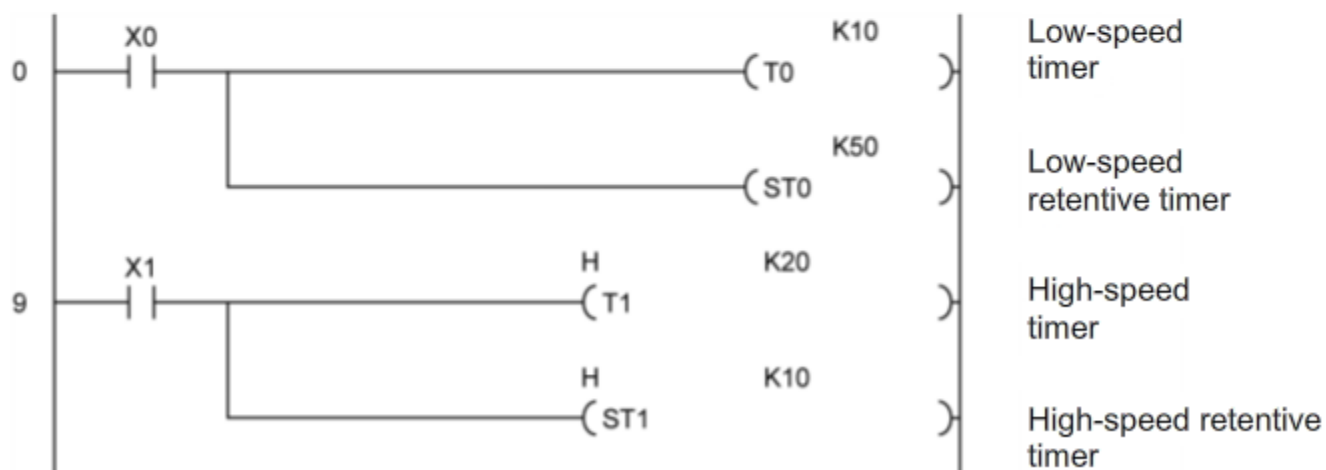 X0
K10
0
T0
Low-speed
timer
K50
ST0
Low-speed
retentive timer
X1
H
K20
9
T1
High-speed
timer
H
K10
ST1
High-speed retentive
timer